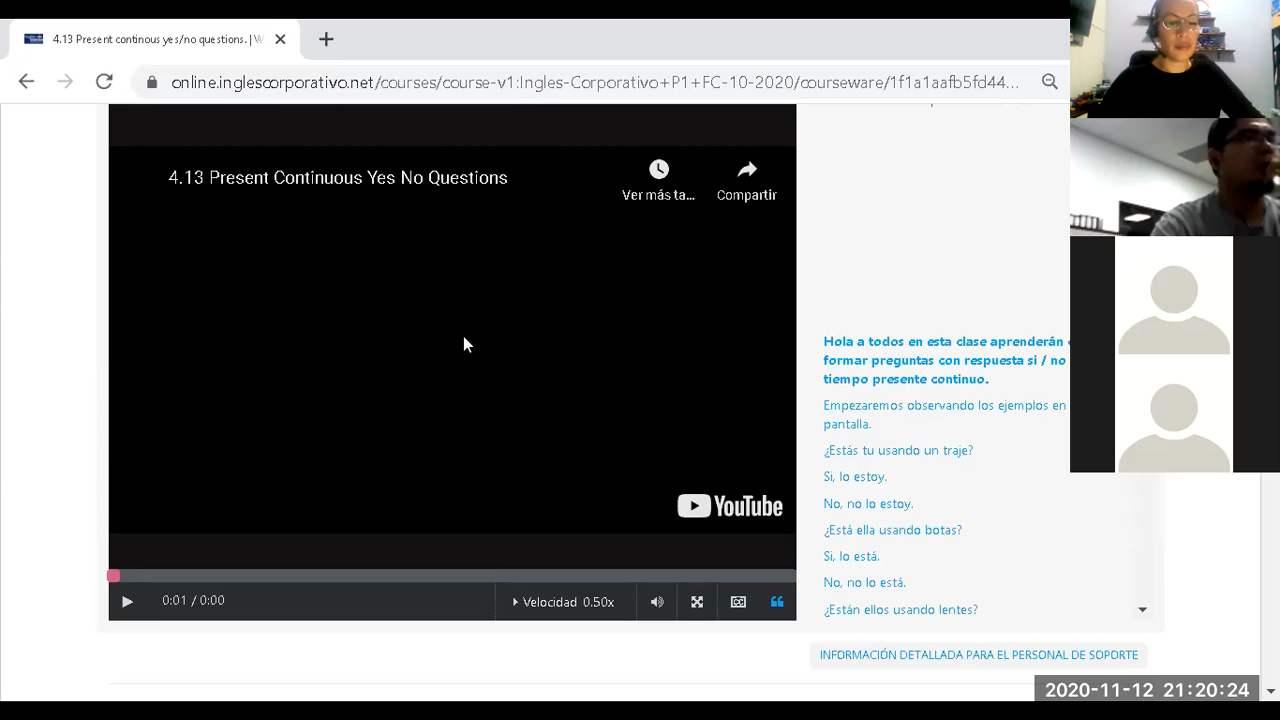 4.13 Present continous yes/no questions. | W
online.inglescorporativo.net/courses/course-v1:Ingles-Corporativo+P1+FC-10-2020/courseware/1f1a1aafb5fd44...
4.13 Present Continuous Yes No Questions
Ver más ta...
Compartir
YouTube
0:01 / 0:00
Velocidad 0.50x
Hola a todos en esta clase aprenderán
formar preguntas con respuesta si / no
tiempo presente continuo.
Empezaremos observando los ejemplos en
pantalla.
¿Estás tu usando un traje?
Si, lo estoy.
No, no lo estoy.
¿Está ella usando botas?
Si, lo está.
No, no lo está.
¿Están ellos usando lentes?
INFORMACIÓN DETALLADA PARA EL PERSONAL DE SOPORTE
2020-11-12 21:20:24